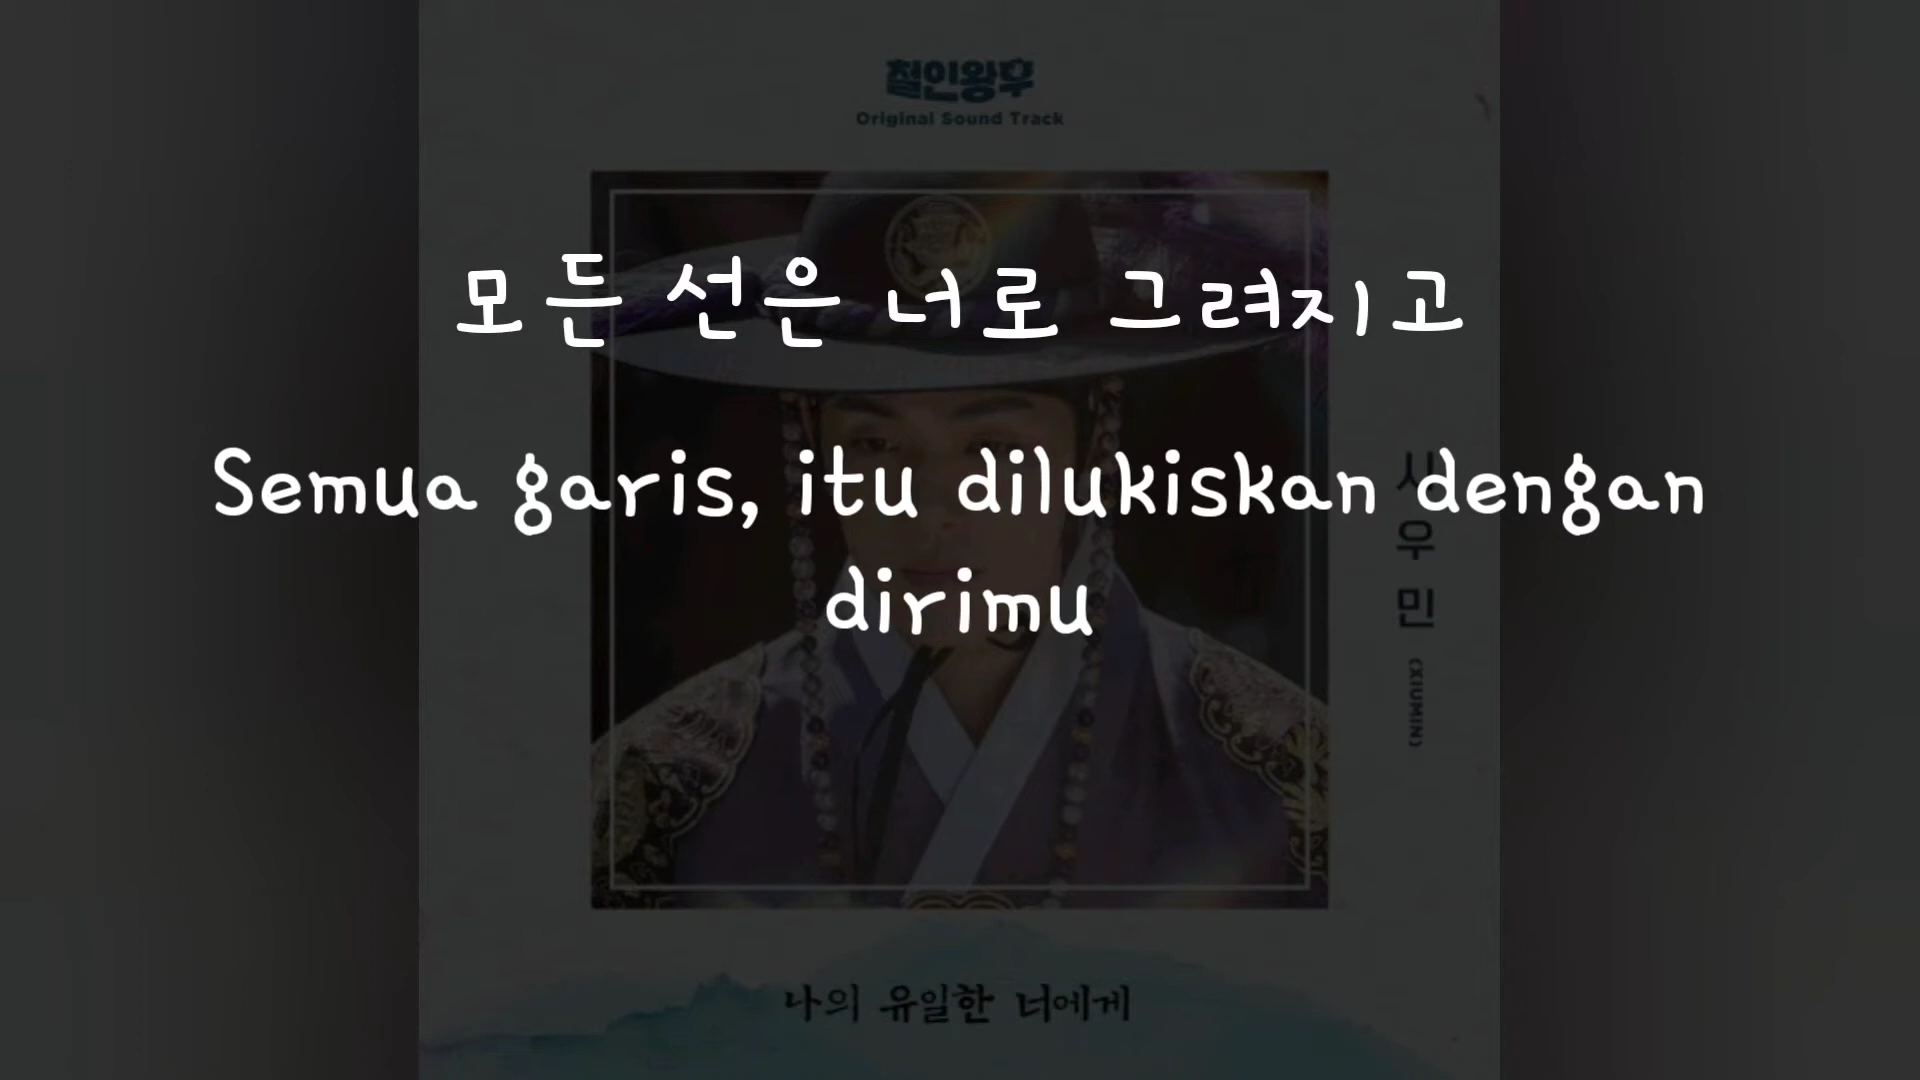 철인왕후
Original Sound Track
모든 선은 너로 그려지고
Semua garis, itu dilukiskan dengan
dirimu
시우민 (XIUMIN)
나의 유일한 너에게